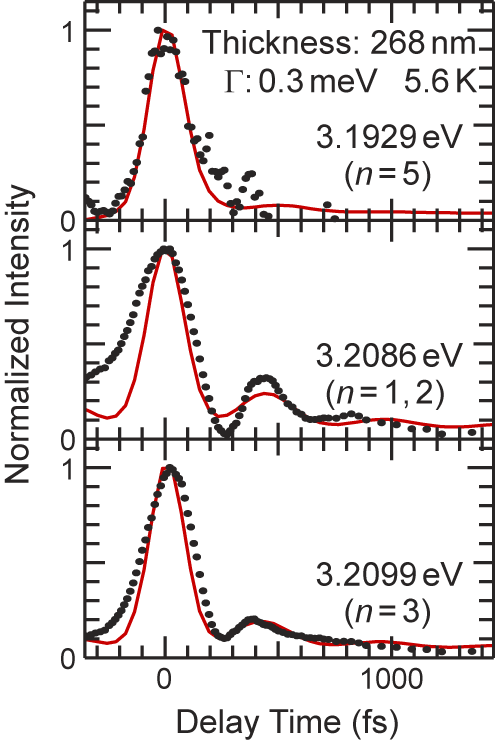 Normalized Intensity
1
Thickness: 268 nm
Γ: 0.3 meV 5.6 K
3.1929 eV
(n = 5)
0
1
3.2086 eV
(n = 1, 2)
0
1
3.2099 eV
(n = 3)
0
0 1000
Delay Time (fs)